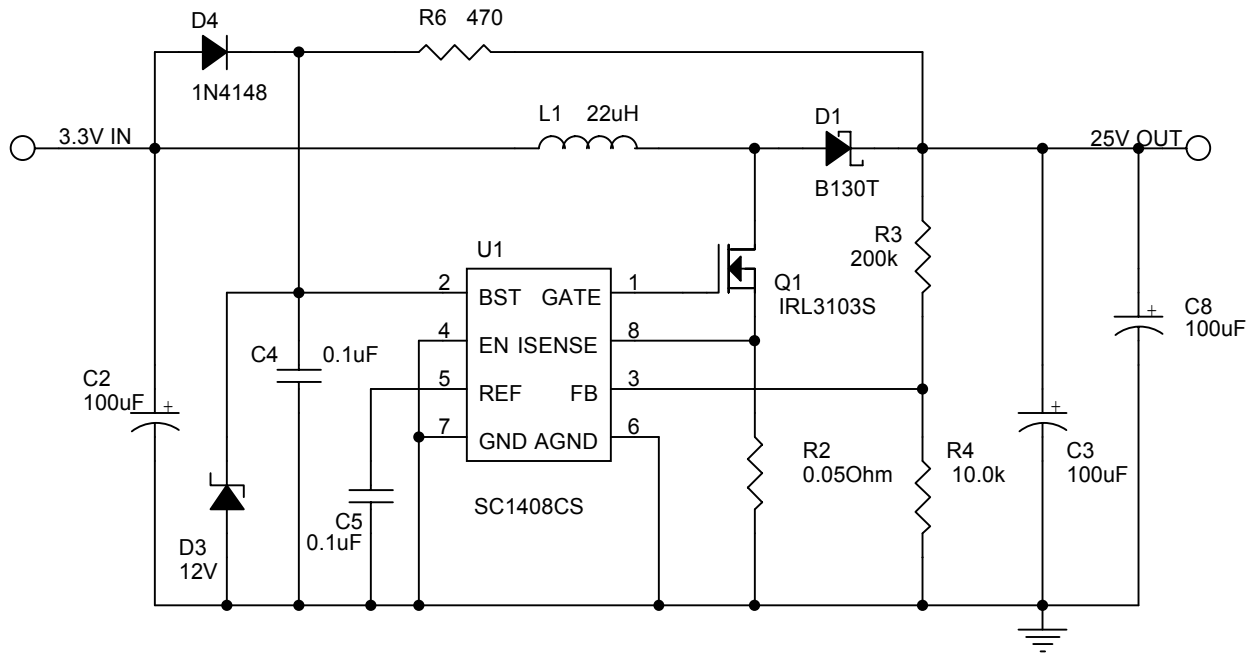 D4
R6 470
1N4148
L1 22uH
D1
3.3V IN
25V OUT
B130T
R3
200k
U1
2 BST GATE 1
Q1
IRL3103S
C8
100uF
4 EN ISENSE 8
C4 0.1uF
5 REF FB 3
C2
100uF
+
+
+
7 GND AGND 6
R2
0.05Ohm
R4
10.0k
C3
100uF
SC1408CS
C5
0.1uF
D3
12V